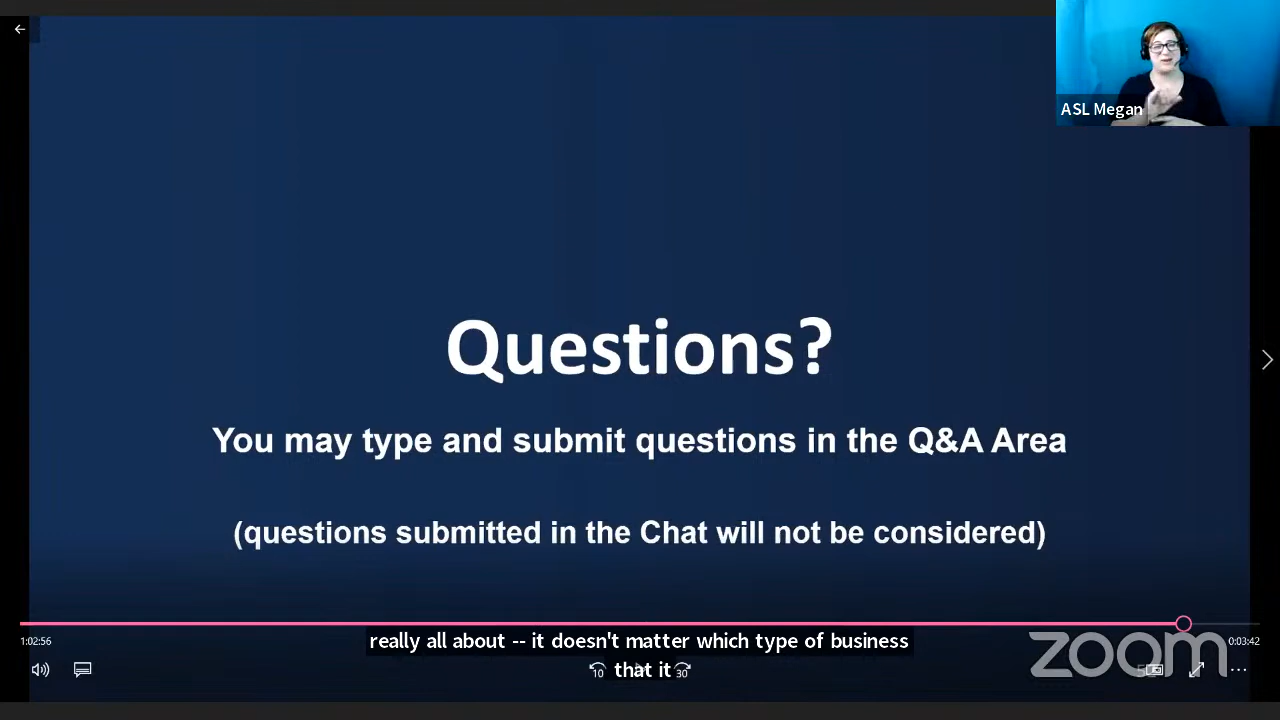 ASL Megan
Questions?
You may type and submit questions in the Q&A Area
(questions submitted in the Chat will not be considered)
1:02:56
0:03:42
really all about -- it doesn't matter which type of business
that it
10
30
zoom